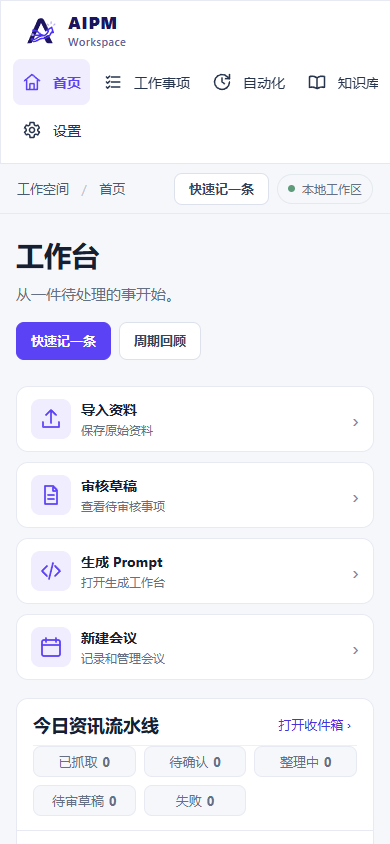 AIPM
Workspace
首页
工作事项
自动化
知识库
设置
工作空间 / 首页
快速记一条
本地工作区
工作台
从一件待处理的事开始。
快速记一条
周期回顾
导入资料
保存原始资料
›
审核草稿
查看待审核事项
›
生成 Prompt
打开生成工作台
›
新建会议
记录和管理会议
›
今日资讯流水线
打开收件箱 ›
已抓取 0
待确认 0
整理中 0
待审草稿 0
失败 0